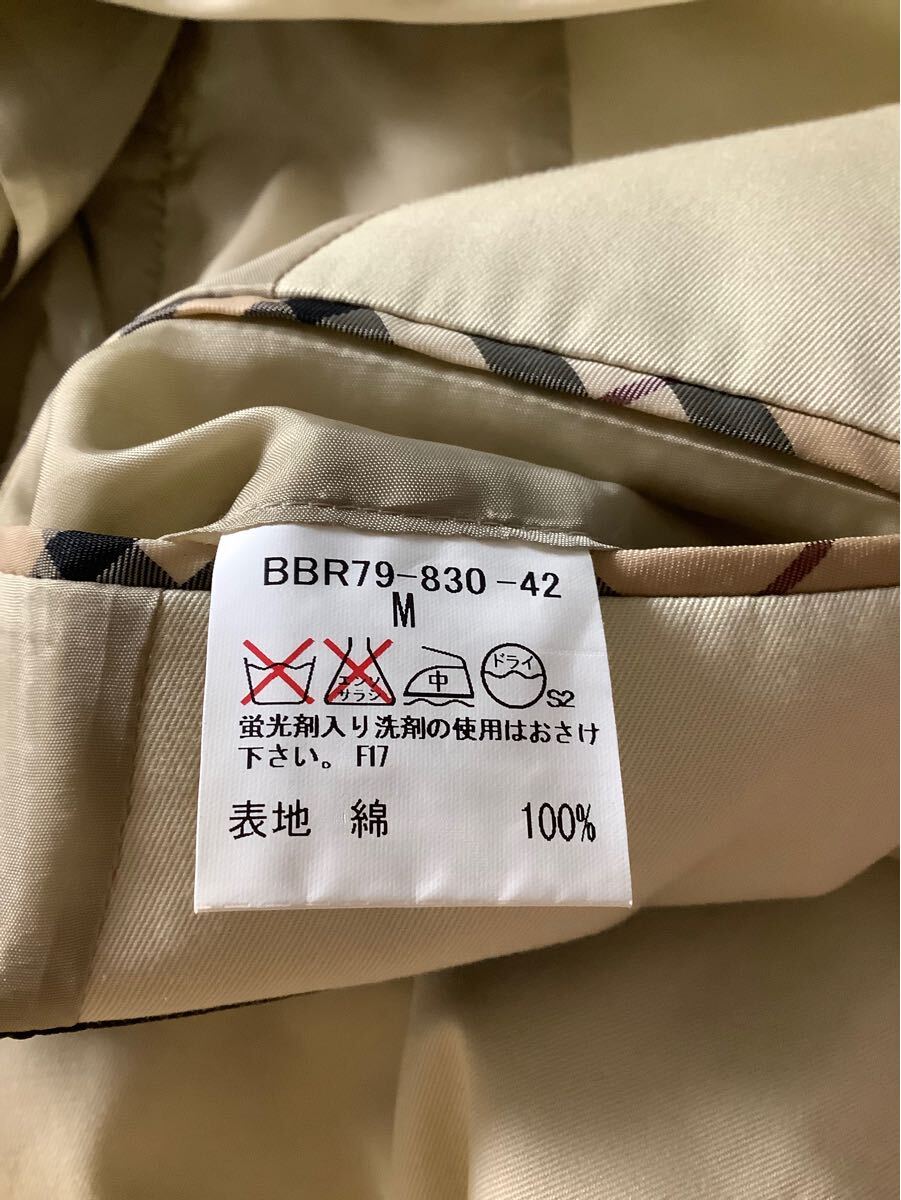 BBR79-830-42
M
エンソ
サラシ
中
ドライ
S2
蛍光剤入り洗剤の使用はおさけ
下さい。F17
表地 綿 100%